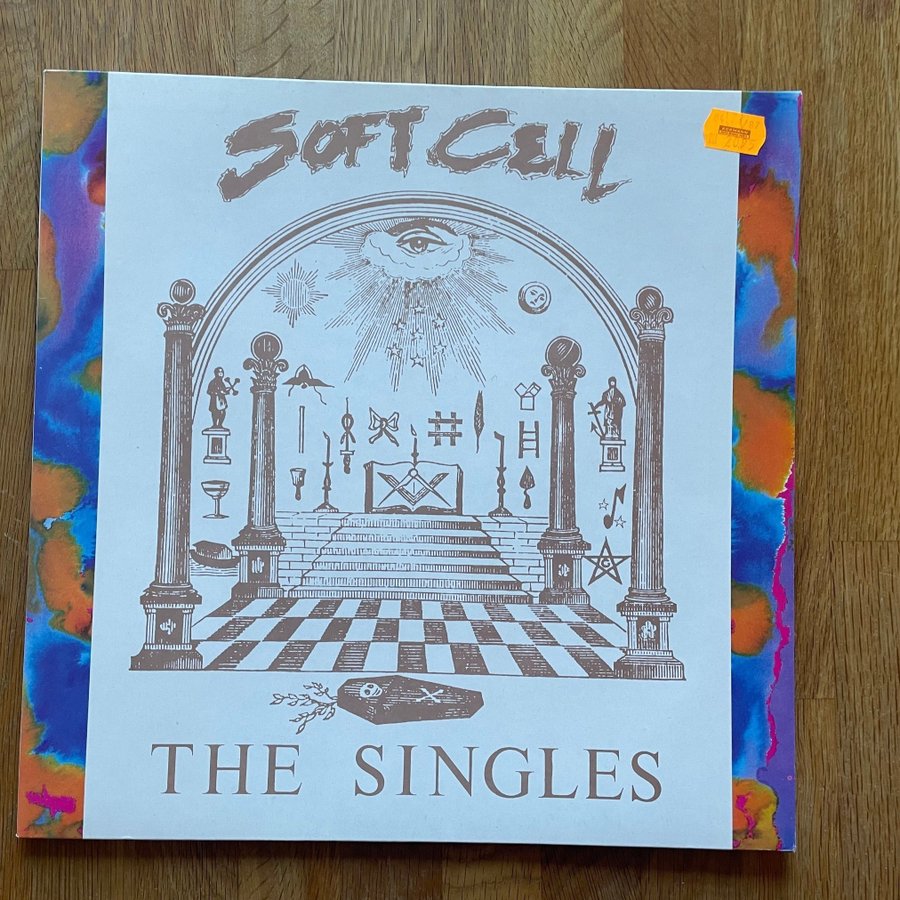 SOFT CELL
G
THE SINGLES